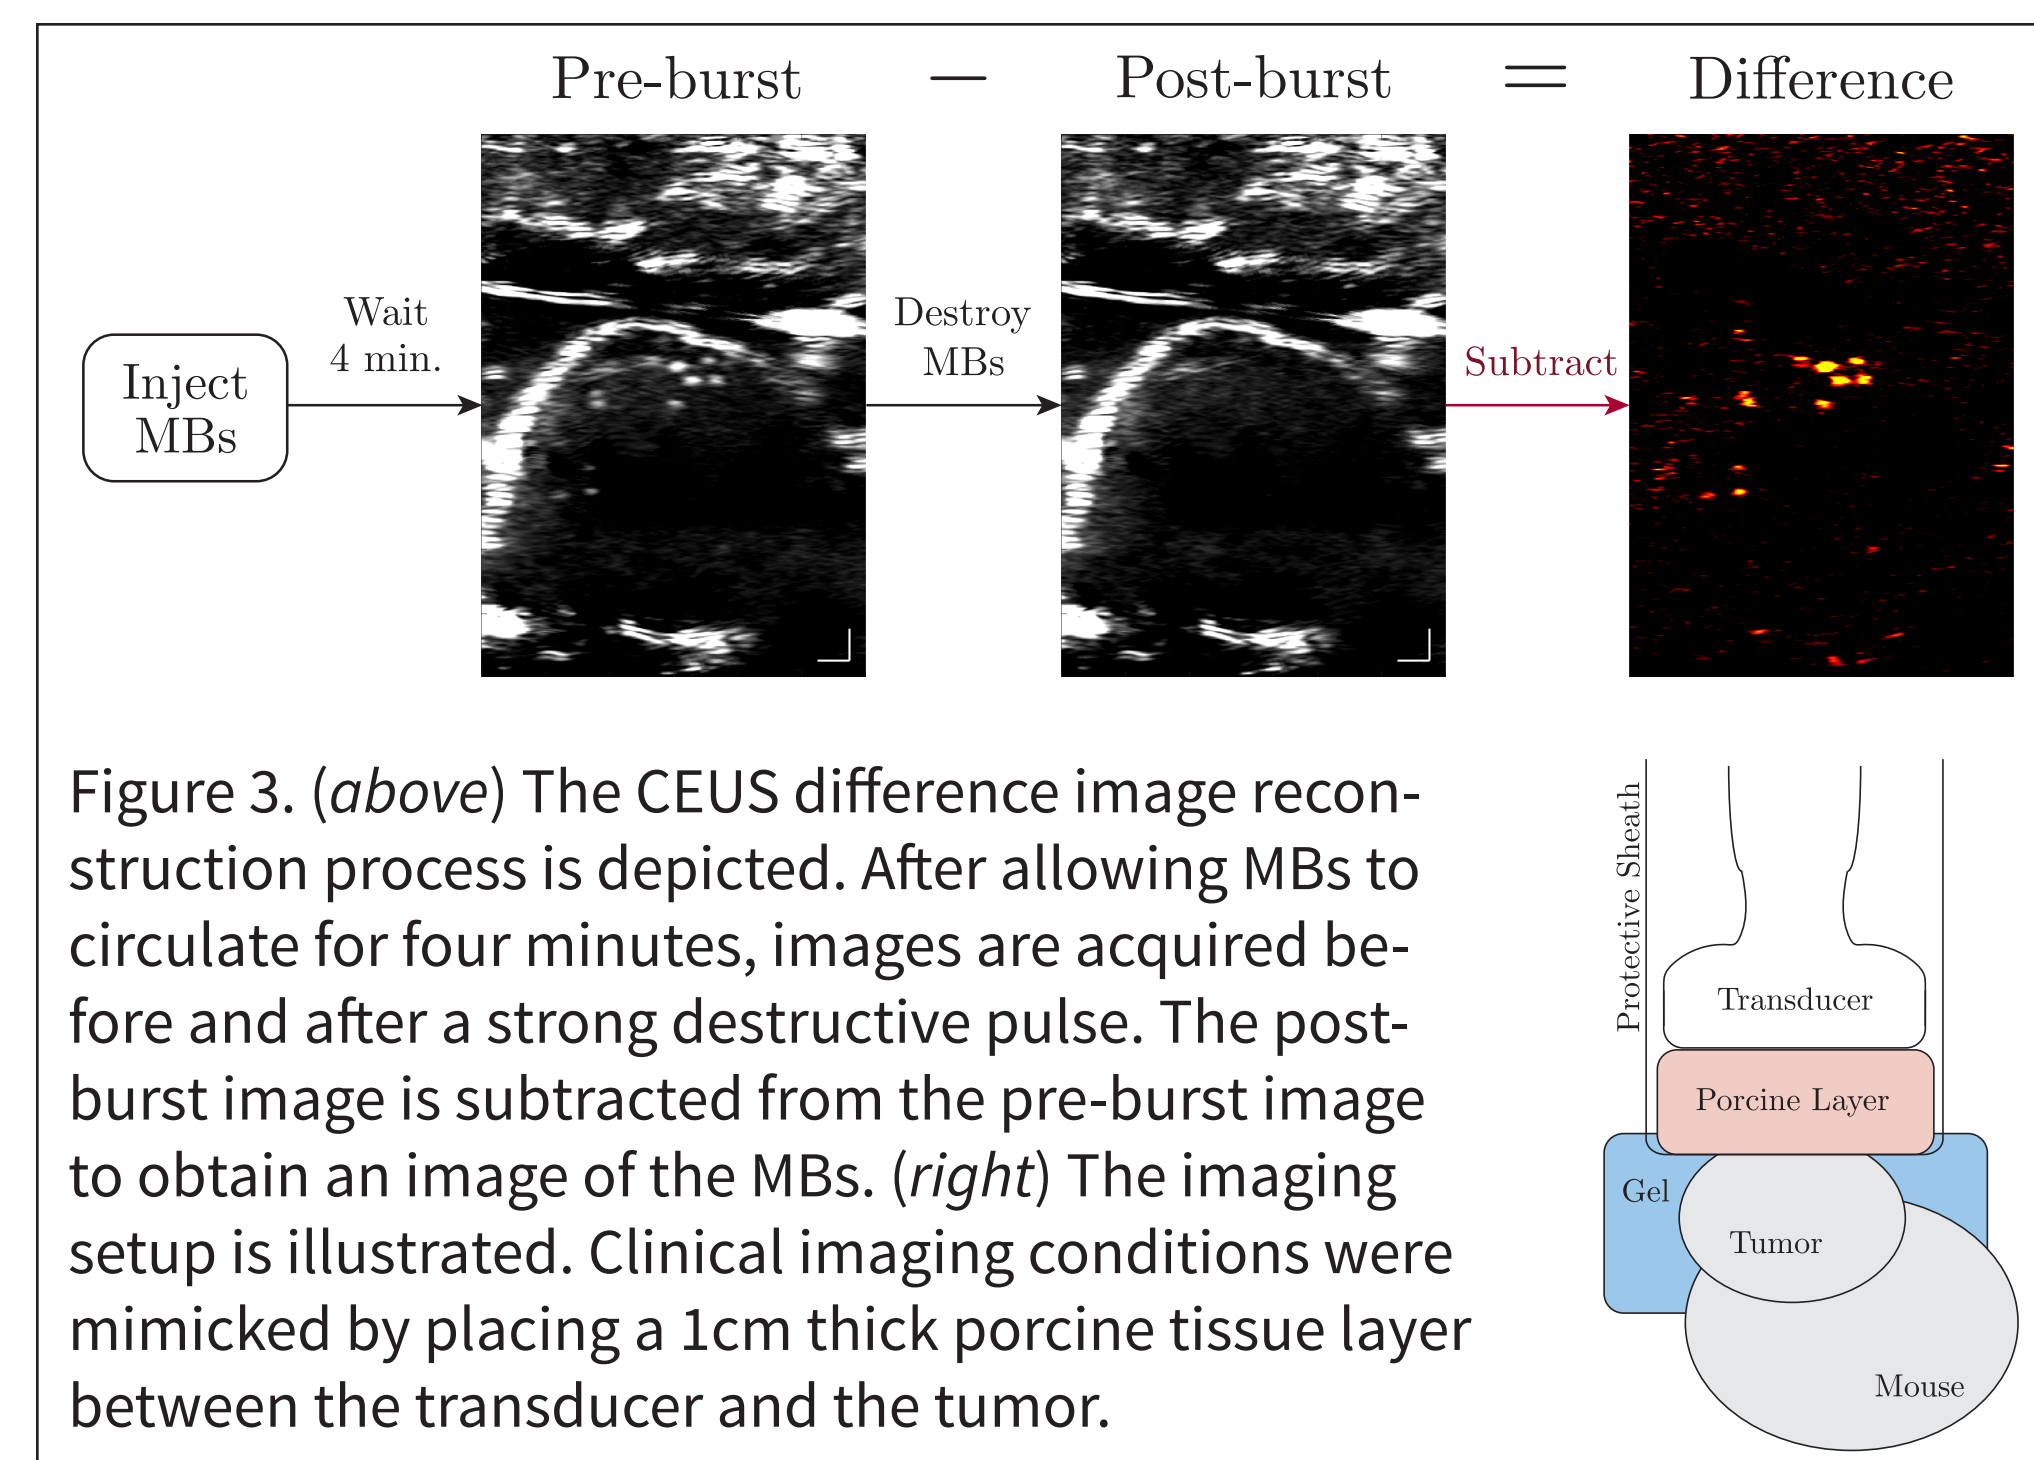 Pre-burst — Post-burst = Difference
Inject
MBs
Wait
4 min.
Destroy
MBs
Subtract
Figure 3. (above) The CEUS difference image recon-
struction process is depicted. After allowing MBs to
circulate for four minutes, images are acquired be-
fore and after a strong destructive pulse. The post-
burst image is subtracted from the pre-burst image
to obtain an image of the MBs. (right) The imaging
setup is illustrated. Clinical imaging conditions were
mimicked by placing a 1cm thick porcine tissue layer
between the transducer and the tumor.
Protective Sheath
Transducer
Porcine Layer
Gel
Tumor
Mouse